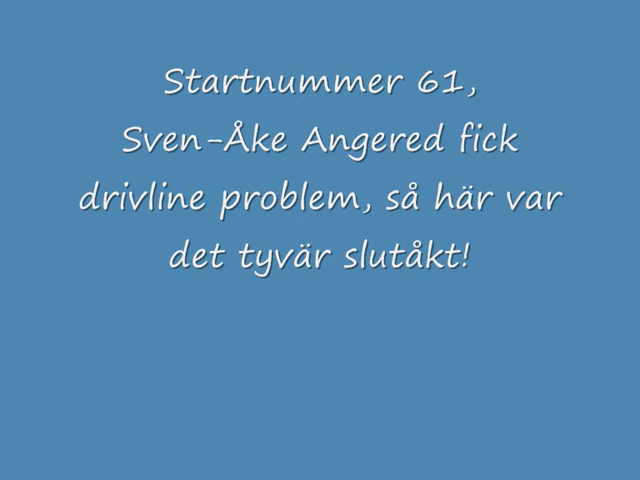 Startnummer 61,
Sven-Åke Angered fick
drivline problem, så här var
det tyvär slutåkt!